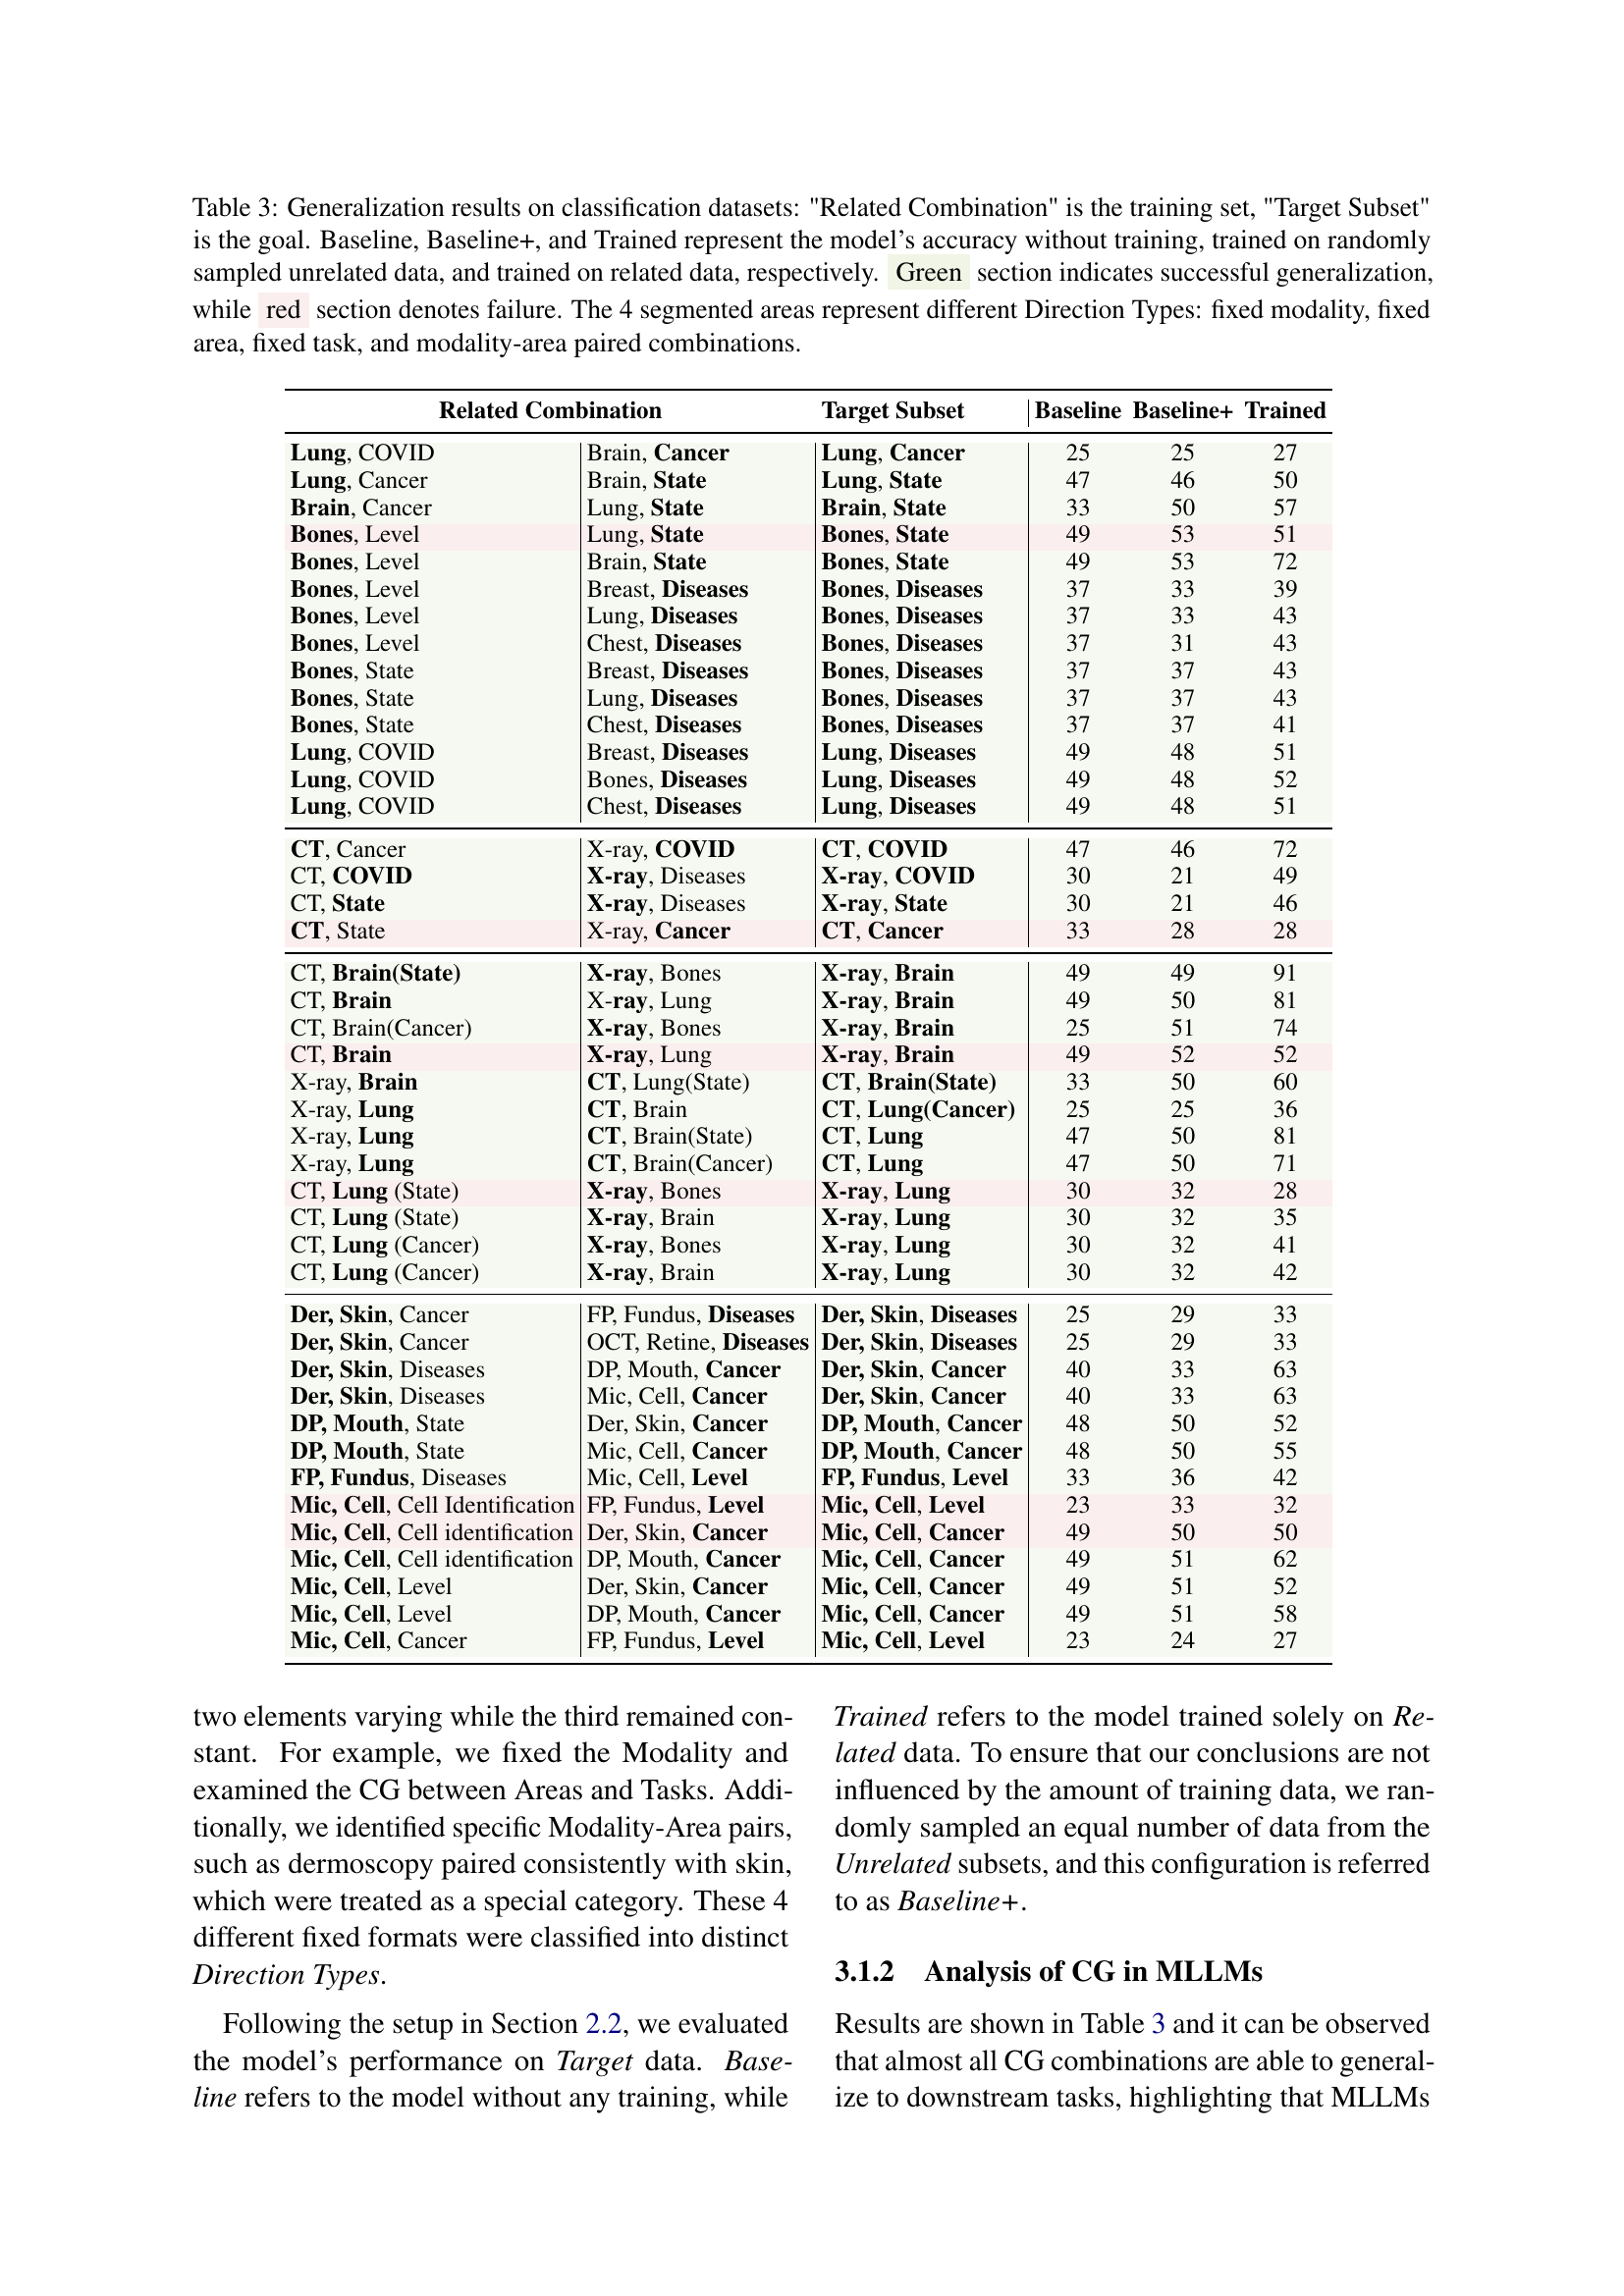 Table 3: Generalization results on classification datasets: "Related Combination" is the training set, "Target Subset"
is the goal. Baseline, Baseline+, and Trained represent the model's accuracy without training, trained on randomly
sampled unrelated data, and trained on related data, respectively. Green section indicates successful generalization,
while red section denotes failure. The 4 segmented areas represent different Direction Types: fixed modality, fixed
area, fixed task, and modality-area paired combinations.
Related Combination Target Subset Baseline Baseline+ Trained
Lung, COVID Brain, Cancer Lung, Cancer 25 25 27
Lung, Cancer Brain, State Lung, State 47 46 50
Brain, Cancer Lung, State Brain, State 33 50 57
Bones, Level Lung, State Bones, State 49 53 51
Bones, Level Brain, State Bones, State 49 53 72
Bones, Level Breast, Diseases Bones, Diseases 37 33 39
Bones, Level Lung, Diseases Bones, Diseases 37 33 43
Bones, Level Chest, Diseases Bones, Diseases 37 31 43
Bones, State Breast, Diseases Bones, Diseases 37 37 43
Bones, State Lung, Diseases Bones, Diseases 37 37 43
Bones, State Chest, Diseases Bones, Diseases 37 37 41
Lung, COVID Breast, Diseases Lung, Diseases 49 48 51
Lung, COVID Bones, Diseases Lung, Diseases 49 48 52
Lung, COVID Chest, Diseases Lung, Diseases 49 48 51
CT, Cancer X-ray, COVID CT, COVID 47 46 72
CT, COVID X-ray, Diseases X-ray, COVID 30 21 49
CT, State X-ray, Diseases X-ray, State 30 21 46
CT, State X-ray, Cancer CT, Cancer 33 28 28
CT, Brain(State) X-ray, Bones X-ray, Brain 49 49 91
CT, Brain X-ray, Lung X-ray, Brain 49 50 81
CT, Brain(Cancer) X-ray, Bones X-ray, Brain 25 51 74
CT, Brain X-ray, Lung X-ray, Brain 49 52 52
X-ray, Brain CT, Lung(State) CT, Brain(State) 33 50 60
X-ray, Lung CT, Brain CT, Lung(Cancer) 25 25 36
X-ray, Lung CT, Brain(State) CT, Lung 47 50 81
X-ray, Lung CT, Brain(Cancer) CT, Lung 47 50 71
CT, Lung (State) X-ray, Bones X-ray, Lung 30 32 28
CT, Lung (State) X-ray, Brain X-ray, Lung 30 32 35
CT, Lung (Cancer) X-ray, Bones X-ray, Lung 30 32 41
CT, Lung (Cancer) X-ray, Brain X-ray, Lung 30 32 42
Der, Skin, Cancer FP, Fundus, Diseases Der, Skin, Diseases 25 29 33
Der, Skin, Cancer OCT, Retine, Diseases Der, Skin, Diseases 25 29 33
Der, Skin, Diseases DP, Mouth, Cancer Der, Skin, Cancer 40 33 63
Der, Skin, Diseases Mic, Cell, Cancer Der, Skin, Cancer 40 33 63
DP, Mouth, State Der, Skin, Cancer DP, Mouth, Cancer 48 50 52
DP, Mouth, State Mic, Cell, Cancer DP, Mouth, Cancer 48 50 55
FP, Fundus, Diseases Mic, Cell, Level FP, Fundus, Level 33 36 42
Mic, Cell, Cell Identification FP, Fundus, Level Mic, Cell, Level 23 33 32
Mic, Cell, Cell identification Der, Skin, Cancer Mic, Cell, Cancer 49 50 50
Mic, Cell, Cell identification DP, Mouth, Cancer Mic, Cell, Cancer 49 51 62
Mic, Cell, Level Der, Skin, Cancer Mic, Cell, Cancer 49 51 52
Mic, Cell, Level DP, Mouth, Cancer Mic, Cell, Cancer 49 51 58
Mic, Cell, Cancer FP, Fundus, Level Mic, Cell, Level 23 24 27
two elements varying while the third remained con-
stant. For example, we fixed the Modality and
examined the CG between Areas and Tasks. Addi-
tionally, we identified specific Modality-Area pairs,
such as dermoscopy paired consistently with skin,
which were treated as a special category. These 4
different fixed formats were classified into distinct
Direction Types.
Following the setup in Section 2.2, we evaluated
the model's performance on Target data. Base-
line refers to the model without any training, while
Trained refers to the model trained solely on Re-
lated data. To ensure that our conclusions are not
influenced by the amount of training data, we ran-
domly sampled an equal number of data from the
Unrelated subsets, and this configuration is referred
to as Baseline+.
3.1.2 Analysis of CG in MLLMs
Results are shown in Table 3 and it can be observed
that almost all CG combinations are able to general-
ize to downstream tasks, highlighting that MLLMs